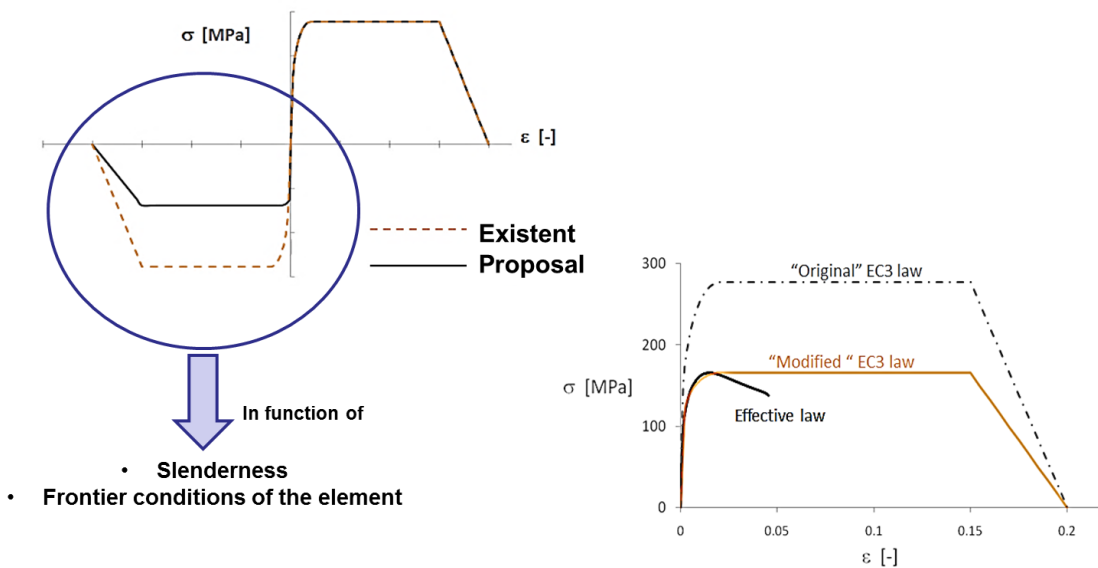 σ [MPa]
ε [-]
Existent
Proposal
In function of
• Slenderness
• Frontier conditions of the element
300
"Original" EC3 law
200
"Modified " EC3 law
σ [MPa]
Effective law
100
0
0
0.05
0.1
0.15
0.2
ε [-]